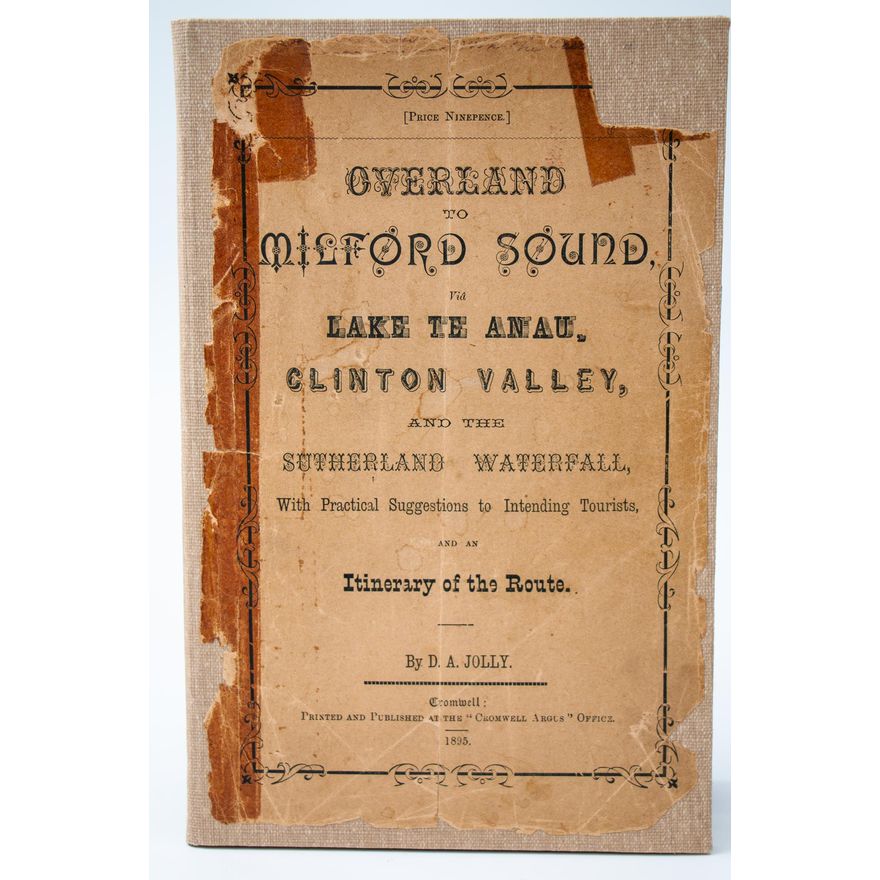 [PRICE NINEPENCE.]
OVERLAND
TO
MILFORD SOUND,
Viâ
LAKE TE ANAU,
CLINTON VALLEY,
AND THE
SUTHERLAND WATERFALL,
With Practical Suggestions to Intending Tourists,
AND AN
Itinerary of the Route.
By D. A. JOLLY.
Cromwell:
PRINTED AND PUBLISHED AT THE "CROMWELL ARGUS" OFFICE.
1895.